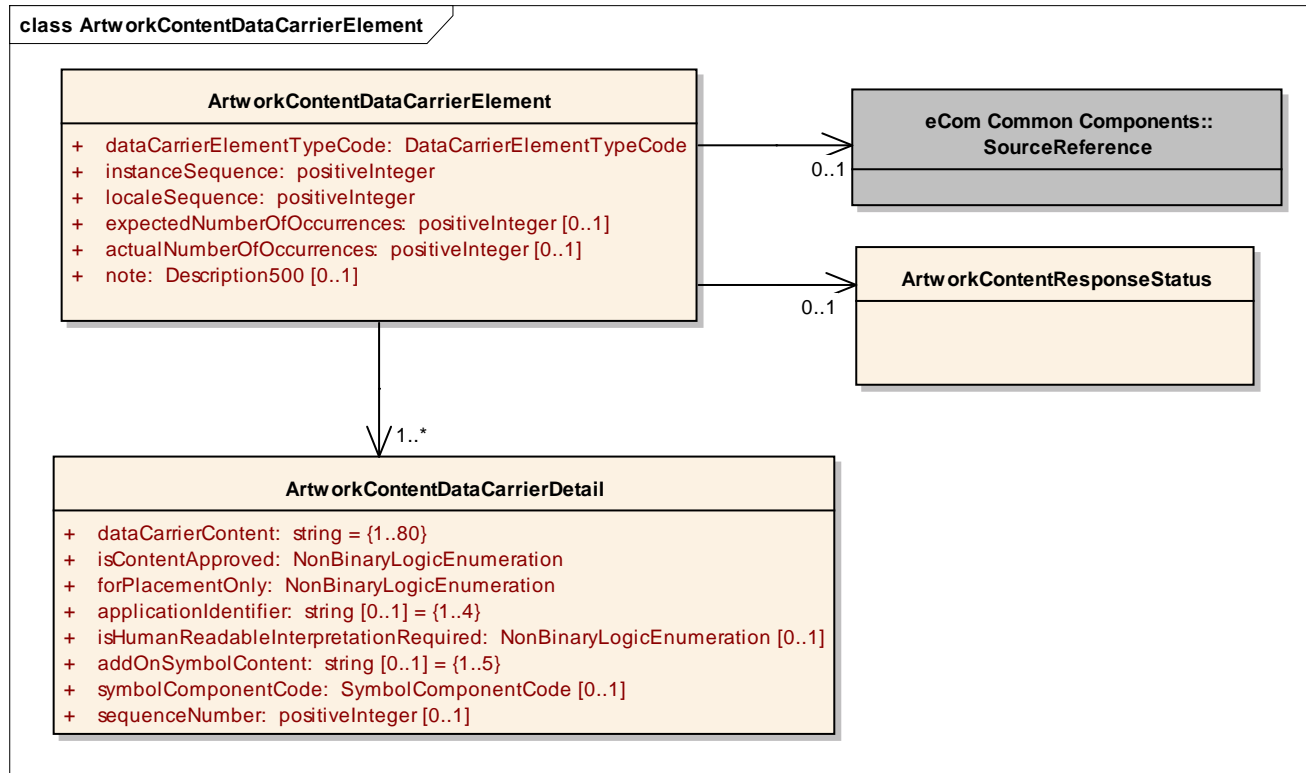 class ArtworkContentDataCarrierElement
ArtworkContentDataCarrierElement
+ dataCarrierElementTypeCode: DataCarrierElementTypeCode
+ instanceSequence: positiveInteger
+ localeSequence: positiveInteger
+ expectedNumberOfOccurrences: positiveInteger [0..1]
+ actualNumberOfOccurrences: positiveInteger [0..1]
+ note: Description500 [0..1]
eCom Common Components::
SourceReference
0..1
ArtworkContentResponseStatus
0..1
1..*
ArtworkContentDataCarrierDetail
+ dataCarrierContent: string = {1..80}
+ isContentApproved: NonBinaryLogicEnumeration
+ forPlacementOnly: NonBinaryLogicEnumeration
+ applicationIdentifier: string [0..1] = {1..4}
+ isHumanReadableInterpretationRequired: NonBinaryLogicEnumeration [0..1]
+ addOnSymbolContent: string [0..1] = {1..5}
+ symbolComponentCode: SymbolComponentCode [0..1]
+ sequenceNumber: positiveInteger [0..1]